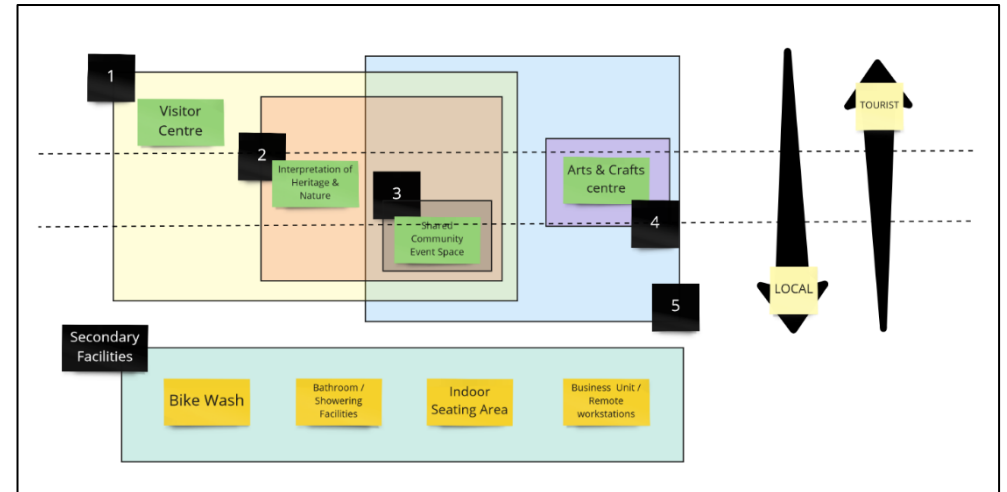 1
Visitor
Centre
TOURIST
2
Interpretation of
Heritage &
Nature
3
Arts & Crafts
centre
4
Shared
Community
Event Space
LOCAL
5
Secondary
Facilities
Bike Wash
Bathroom /
Showering
Facilities
Indoor
Seating Area
Business Unit /
Remote
workstations